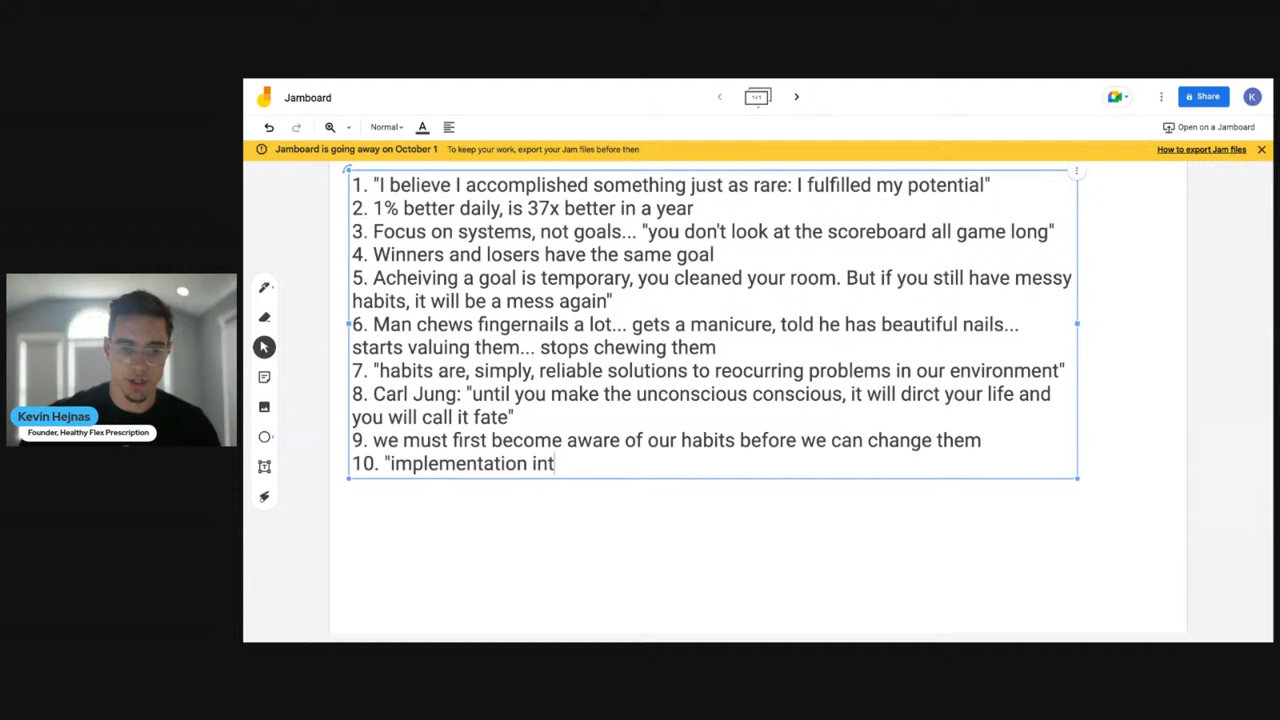 Jamboard
1/1
Share
K
Normal
A
Open on a Jamboard
Jamboard is going away on October 1 To keep your work, export your Jam files before then
How to export Jam files
1. "I believe I accomplished something just as rare: I fulfilled my potential"
2. 1% better daily, is 37x better in a year
3. Focus on systems, not goals... "you don't look at the scoreboard all game long"
4. Winners and losers have the same goal
5. Acheiving a goal is temporary, you cleaned your room. But if you still have messy
habits, it will be a mess again"
6. Man chews fingernails a lot... gets a manicure, told he has beautiful nails...
starts valuing them... stops chewing them
7. "habits are, simply, reliable solutions to reocurring problems in our environment"
8. Carl Jung: "until you make the unconscious conscious, it will dirct your life and
you will call it fate"
9. we must first become aware of our habits before we can change them
10. "implementation int
Kevin Hejnas
Founder, Healthy Flex Prescription